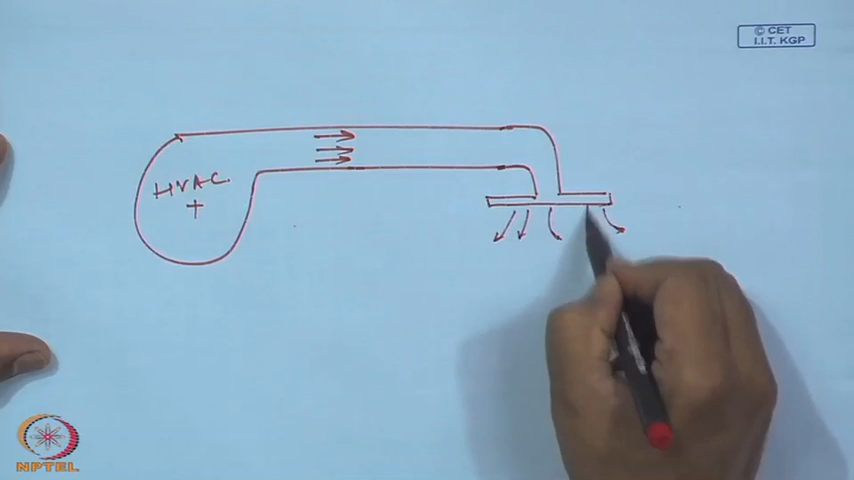 © CET
I.I.T. KGP
HVAC
+
NPTEL